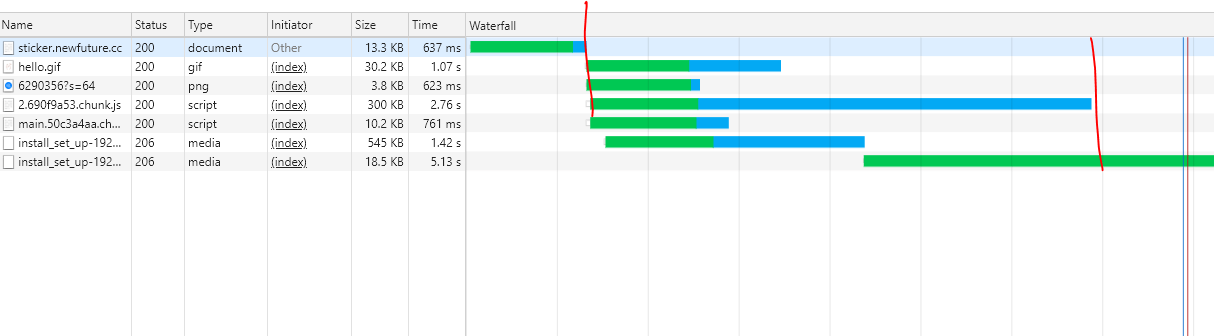 Name Status Type Initiator Size Time Waterfall
sticker.newfuture.cc 200 document Other 13.3 KB 637 ms
hello.gif 200 gif (index) 30.2 KB 1.07 s
6290356?s=64 200 png (index) 3.8 KB 623 ms
2.690f9a53.chunk.js 200 script (index) 300 KB 2.76 s
main.50c3a4aa.ch... 200 script (index) 10.2 KB 761 ms
install_set_up-192... 206 media (index) 545 KB 1.42 s
install_set_up-192... 206 media (index) 18.5 KB 5.13 s